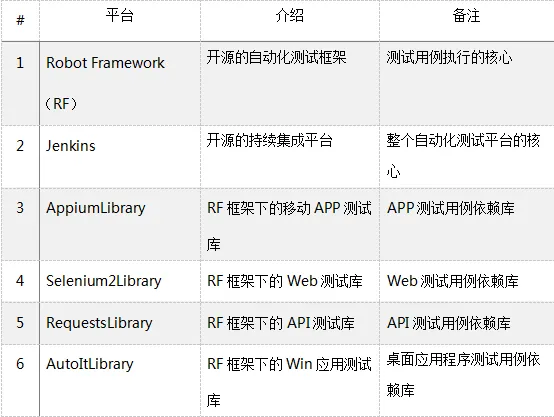 # 平台 介绍 备注
1 Robot Framework 开源的自动化测试框架 测试用例执行的核心
（RF）
2 Jenkins 开源的持续集成平台 整个自动化测试平台的核
心
3 AppiumLibrary RF 框架下的移动 APP 测试 APP 测试用例依赖库
库
4 Selenium2Library RF 框架下的 Web 测试库 Web 测试用例依赖库
5 RequestsLibrary RF 框架下的 API 测试库 API 测试用例依赖库
6 AutoItLibrary RF 框架下的 Win 应用测试 桌面应用程序测试用例依
库 赖库